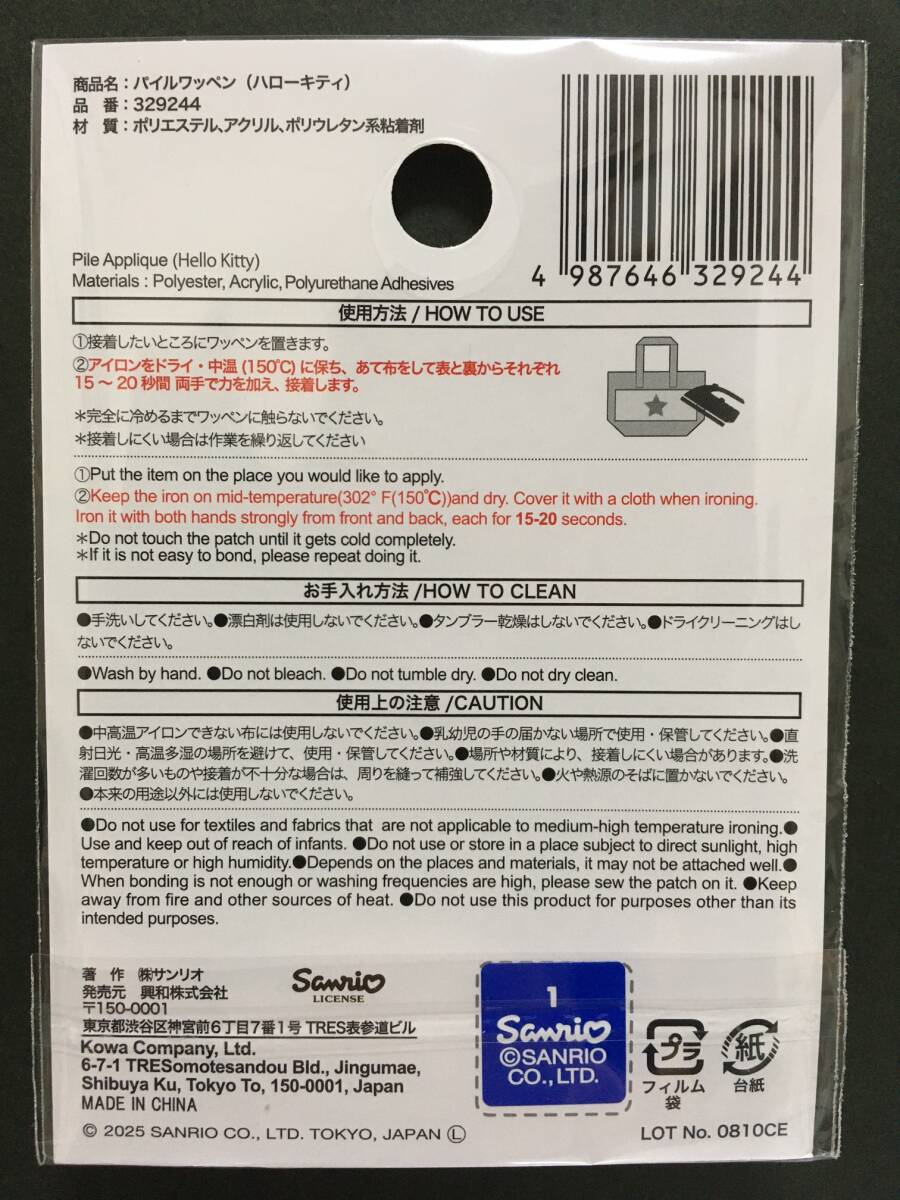 商品名：パイルワッペン（ハローキティ）
品　番：329244
材　質：ポリエステル、アクリル、ポリウレタン系粘着剤
Pile Applique (Hello Kitty)
Materials : Polyester, Acrylic, Polyurethane Adhesives
4 987646 329244
使用方法 / HOW TO USE
①接着したいところにワッペンを置きます。
②アイロンをドライ・中温 (150℃) に保ち、あて布をして表と裏からそれぞれ
15 〜 20 秒間 両手で力を加え、接着します。
＊完全に冷めるまでワッペンに触らないでください。
＊接着しにくい場合は作業を繰り返してください
①Put the item on the place you would like to apply.
②Keep the iron on mid-temperature(302° F(150℃))and dry. Cover it with a cloth when ironing.
Iron it with both hands strongly from front and back, each for 15-20 seconds.
＊Do not touch the patch until it gets cold completely.
＊If it is not easy to bond, please repeat doing it.
お手入れ方法 /HOW TO CLEAN
●手洗いしてください。●漂白剤は使用しないでください。●タンブラー乾燥はしないでください。●ドライクリーニングはし
ないでください。
●Wash by hand. ●Do not bleach. ●Do not tumble dry. ●Do not dry clean.
使用上の注意 /CAUTION
●中高温アイロンできない布には使用しないでください。●乳幼児の手の届かない場所で使用・保管してください。●直
射日光・高温多湿の場所を避けて、使用・保管してください。●場所や材質により、接着しにくい場合があります。●洗
濯回数が多いものや接着が不十分な場合は、周りを縫って補強してください。●火や熱源のそばに置かないでください。
●本来の用途以外には使用しないでください。
●Do not use for textiles and fabrics that are not applicable to medium-high temperature ironing.●
Use and keep out of reach of infants. ●Do not use or store in a place subject to direct sunlight, high
temperature or high humidity.●Depends on the places and materials, it may not be attached well.●
When bonding is not enough or washing frequencies are high, please sew the patch on it. ●Keep
away from fire and other sources of heat. ●Do not use this product for purposes other than its
intended purposes.
著　作　㈱サンリオ
発売元　興和株式会社
〒150-0001
東京都渋谷区神宮前6丁目7番1号 TRES表参道ビル
Kowa Company, Ltd.
6-7-1 TRESomotesandou Bld., Jingumae,
Shibuya Ku, Tokyo To, 150-0001, Japan
MADE IN CHINA
© 2025 SANRIO CO., LTD. TOKYO, JAPAN Ⓛ
Sanrio
LICENSE
1
Sanrio
©SANRIO
CO., LTD.
プラ
フィルム
袋
紙
台紙
LOT No. 0810CE